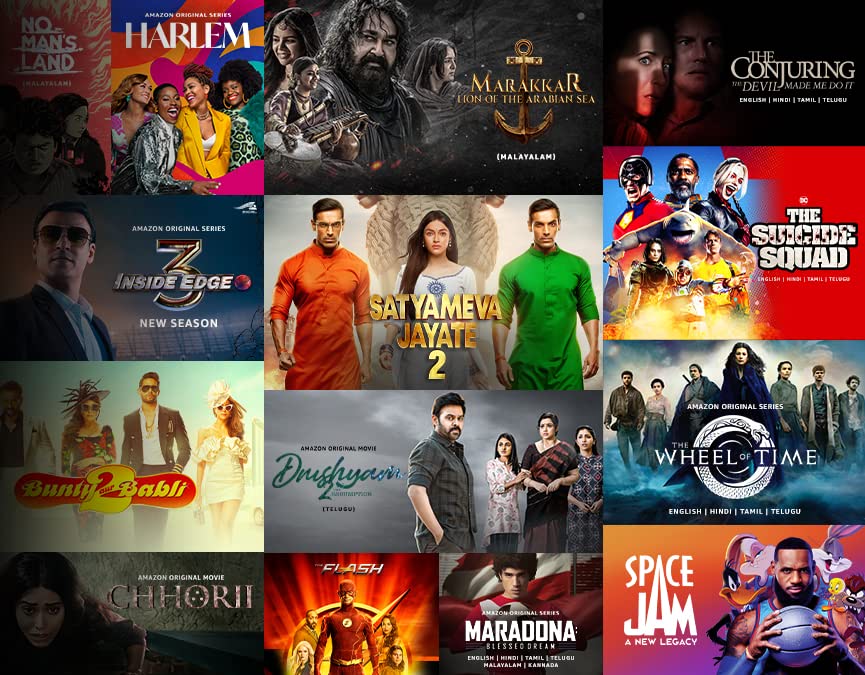 NO
MAN'S
LAND
(MALAYALAM)
AMAZON ORIGINAL SERIES
HARLEM
MARAKKAR
LION OF THE ARABIAN SEA
(MALAYALAM)
THE
CONJURING
THE DEVIL MADE ME DO IT
ENGLISH | HINDI | TAMIL | TELUGU
AMAZON ORIGINAL SERIES
3
INSIDE EDGE
NEW SEASON
SATYAMEVA
JAYATE
2
DC
THE
SUICIDE
SQUAD
ENGLISH | HINDI | TAMIL | TELUGU
Bunty aur Babli
2
AMAZON ORIGINAL MOVIE
Drushyam
2 RESUMPTION
(TELUGU)
AMAZON ORIGINAL SERIES
THE
WHEEL OF TIME
ENGLISH | HINDI | TAMIL | TELUGU
AMAZON ORIGINAL MOVIE
CHHORII
THE FLASH
AMAZON ORIGINAL SERIES
MARADONA:
BLESSED DREAM
ENGLISH | HINDI | TAMIL | TELUGU
MALAYALAM | KANNADA
SPACE
JAM
A NEW LEGACY